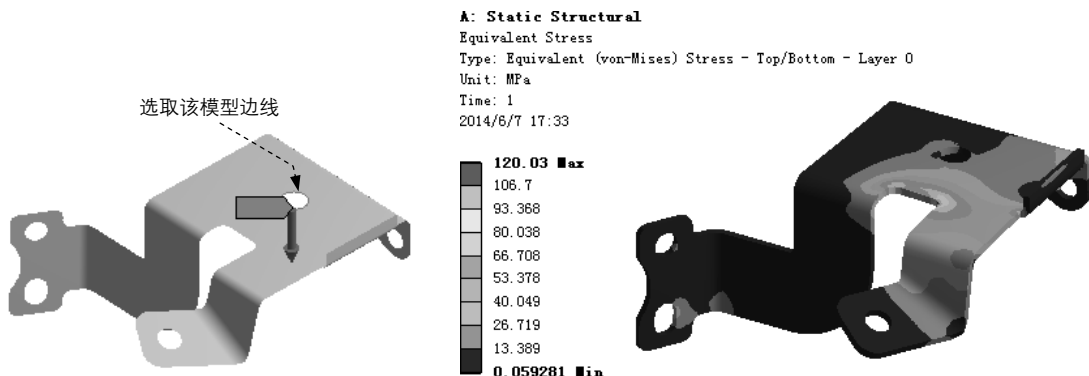 选取该模型边线
A: Static Structural
Equivalent Stress
Type: Equivalent (von-Mises) Stress - Top/Bottom - Layer 0
Unit: MPa
Time: 1
2014/6/7 17:33
120.03 Max
106.7
93.368
80.038
66.708
53.378
40.049
26.719
13.389
0.059281 Min